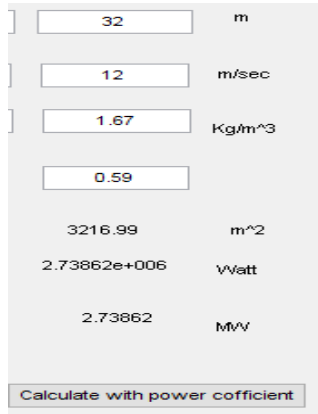 32 m
12 m/sec
1.67 Kg/m^3
0.59
3216.99 m^2
2.73862e+006 Watt
2.73862 MW
Calculate with power cofficient